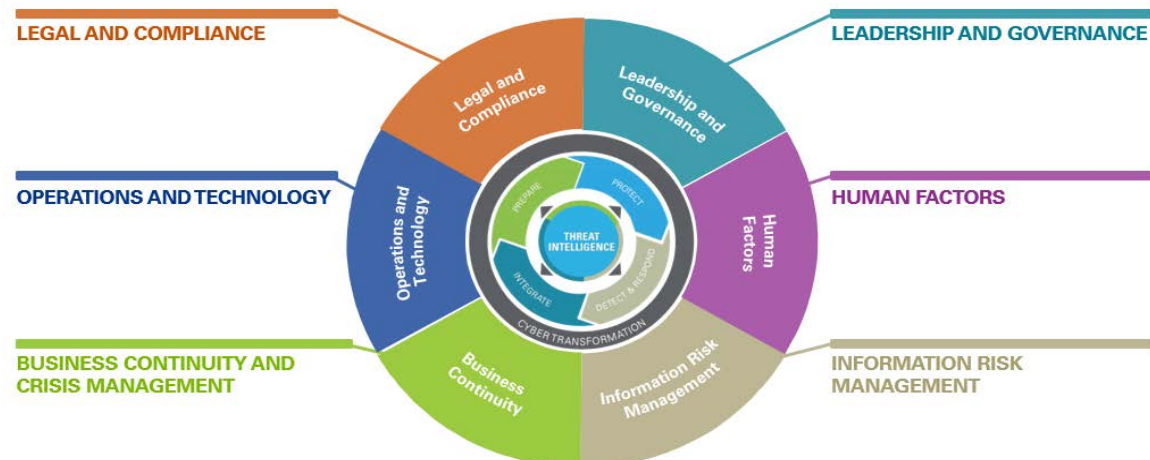 LEGAL AND COMPLIANCE
LEADERSHIP AND GOVERNANCE
OPERATIONS AND TECHNOLOGY
HUMAN FACTORS
BUSINESS CONTINUITY AND
CRISIS MANAGEMENT
INFORMATION RISK
MANAGEMENT
Legal and
Compliance
Leadership and
Governance
Operations and
Technology
Human
Factors
Business
Continuity
Information Risk
Management
PREPARE
PROTECT
INTEGRATE
DETECT & RESPOND
THREAT
INTELLIGENCE
CYBER TRANSFORMATION